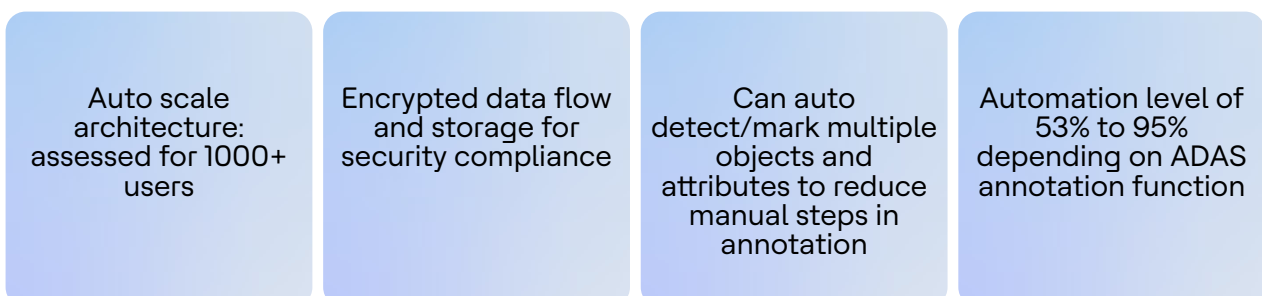 Auto scale
architecture:
assessed for 1000+
users
Encrypted data flow
and storage for
security compliance
Can auto
detect/mark multiple
objects and
attributes to reduce
manual steps in
annotation
Automation level of
53% to 95%
depending on ADAS
annotation function